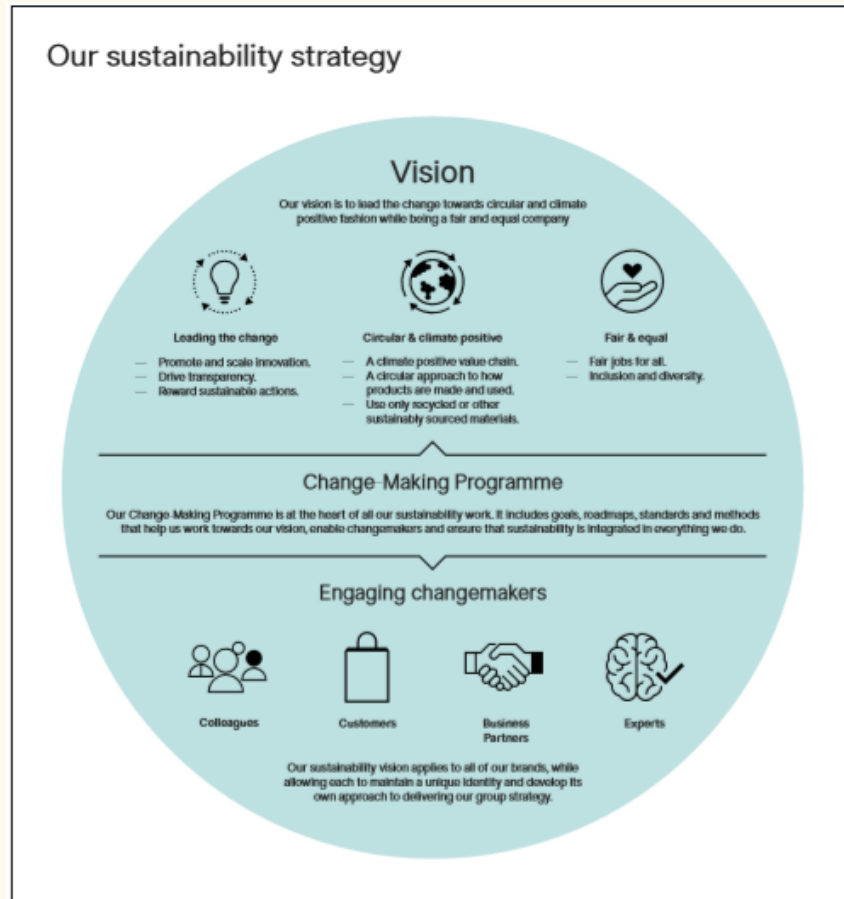 Our sustainability strategy
Vision
Our vision is to lead the change towards circular and climate
positive fashion while being a fair and equal company
Leading the change
— Promote and scale innovation.
— Drive transparency.
— Reward sustainable actions.
Circular & climate positive
— A climate positive value chain.
— A circular approach to how
products are made and used.
— Use only recycled or other
sustainably sourced materials.
Fair & equal
— Fair jobs for all.
— Inclusion and diversity.
Change-Making Programme
Our Change-Making Programme is at the heart of all our sustainability work. It includes goals, roadmaps, standards and methods
that help us work towards our vision, enable changemakers and ensure that sustainability is integrated in everything we do.
Engaging changemakers
Colleagues
Customers
Business
Partners
Experts
Our sustainability vision applies to all of our brands, while
allowing each to maintain a unique identity and develop its
own approach to delivering our group strategy.